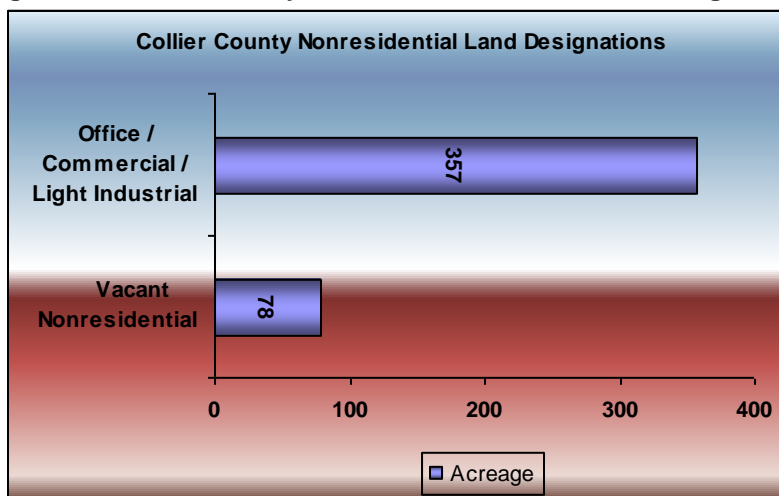 Collier County Nonresidential Land Designations
Office /
Commercial /
Light Industrial
357
Vacant
Nonresidential
78
0 100 200 300 400
Acreage